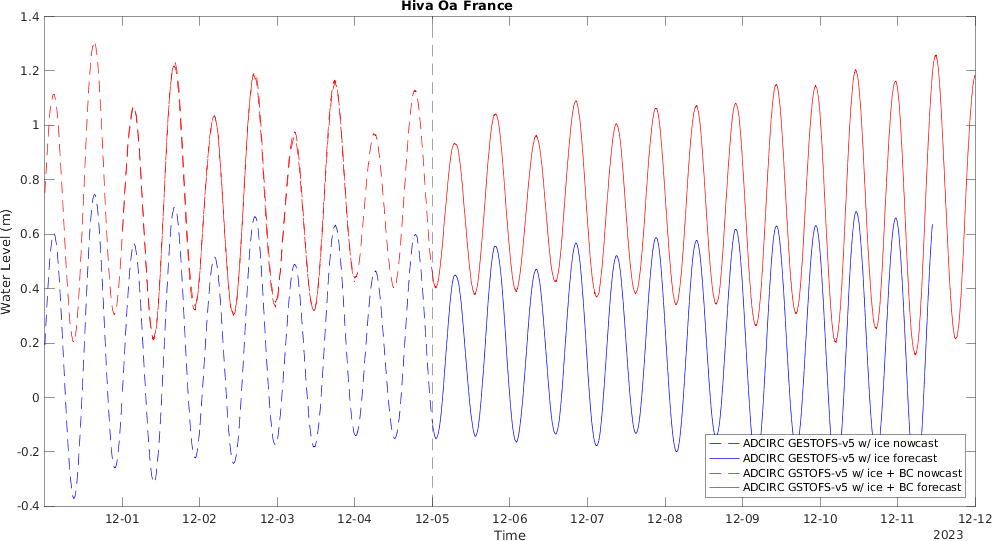 Hiva Oa France
1.4
1.2
1
0.8
0.6
0.4
0.2
0
-0.2
-0.4
Water Level (m)
ADCIRC GESTOFS-v5 w/ ice nowcast
ADCIRC GESTOFS-v5 w/ ice forecast
ADCIRC GSTOFS-v5 w/ ice + BC nowcast
ADCIRC GSTOFS-v5 w/ ice + BC forecast
12-01 12-02 12-03 12-04 12-05 12-06 12-07 12-08 12-09 12-10 12-11 12-12
Time
2023